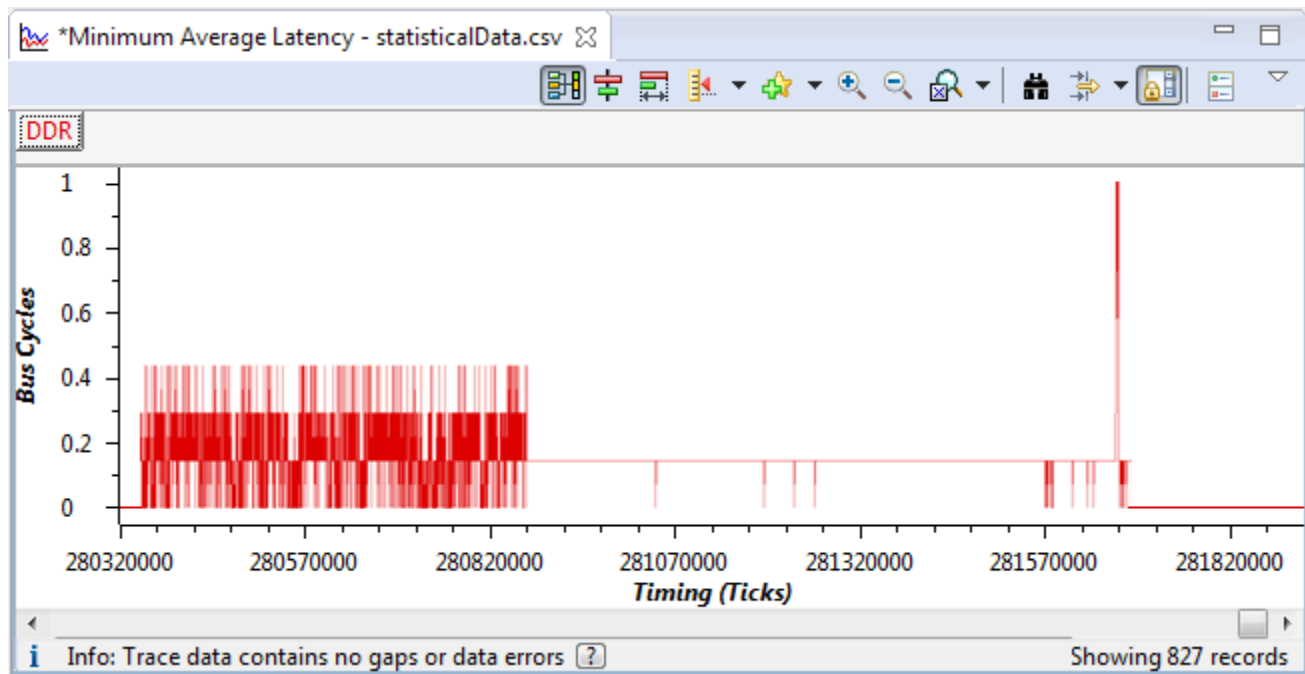 *Minimum Average Latency - statisticalData.csv
DDR
1
0.8
0.6
0.4
0.2
0
Bus Cycles
280320000 280570000 280820000 281070000 281320000 281570000 281820000
Timing (Ticks)
i Info: Trace data contains no gaps or data errors ? Showing 827 records